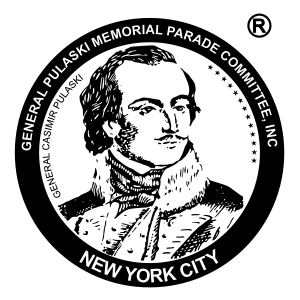 GENERAL PULASKI MEMORIAL PARADE COMMITTEE, INC
®
GENERAL CASIMIR PULASKI
NEW YORK CITY